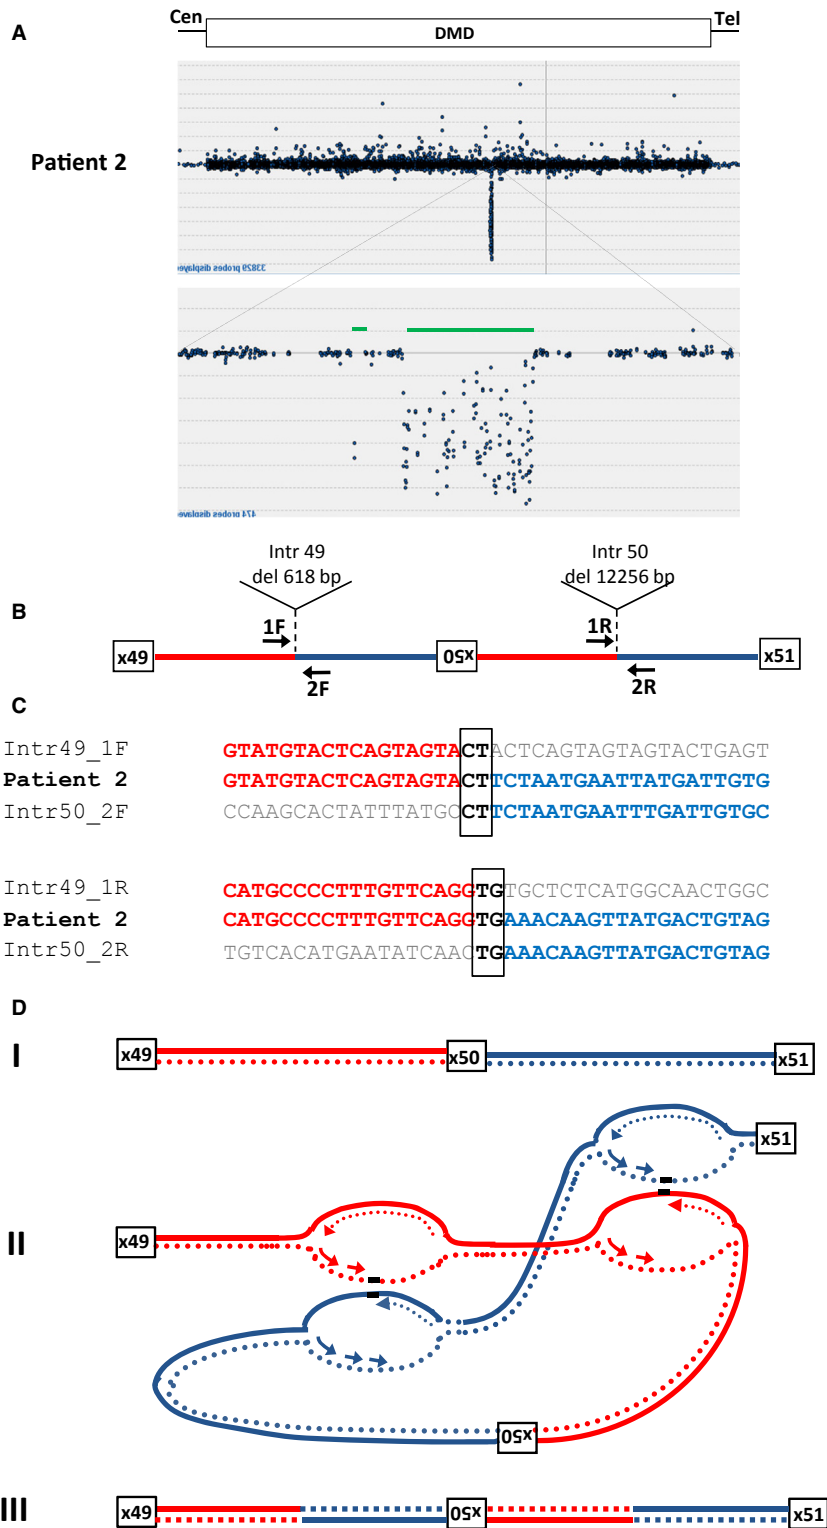 A
Cen
Tel
DMD
Patient 2
33829 probes displaye
474 probes displaye
Intr 49
del 618 bp
Intr 50
del 12256 bp
B
1F
1R
x49
x50
x51
2F
2R
C
Intr49_1F GTATGTACTCAGTAGTACTACTCAGTAGTAGTACTGAGT
Patient 2 GTATGTACTCAGTAGTACTTCTAATGAATTATGATTGTG
Intr50_2F CCAAGCACTATTTATGCCTTCTAATGAATTTGATTGTGC
Intr49_1R CATGCCCCTTTGTTCAGGTGTGCTCTCATGGCAACTGGC
Patient 2 CATGCCCCTTTGTTCAGGTGAAACAAGTTATGACTGTAG
Intr50_2R TGTCACATGAATATCAACTGAAACAAGTTATGACTGTAG
D
I
x49
x50
x51
II
x51
x49
x50
III
x49
x50
x51